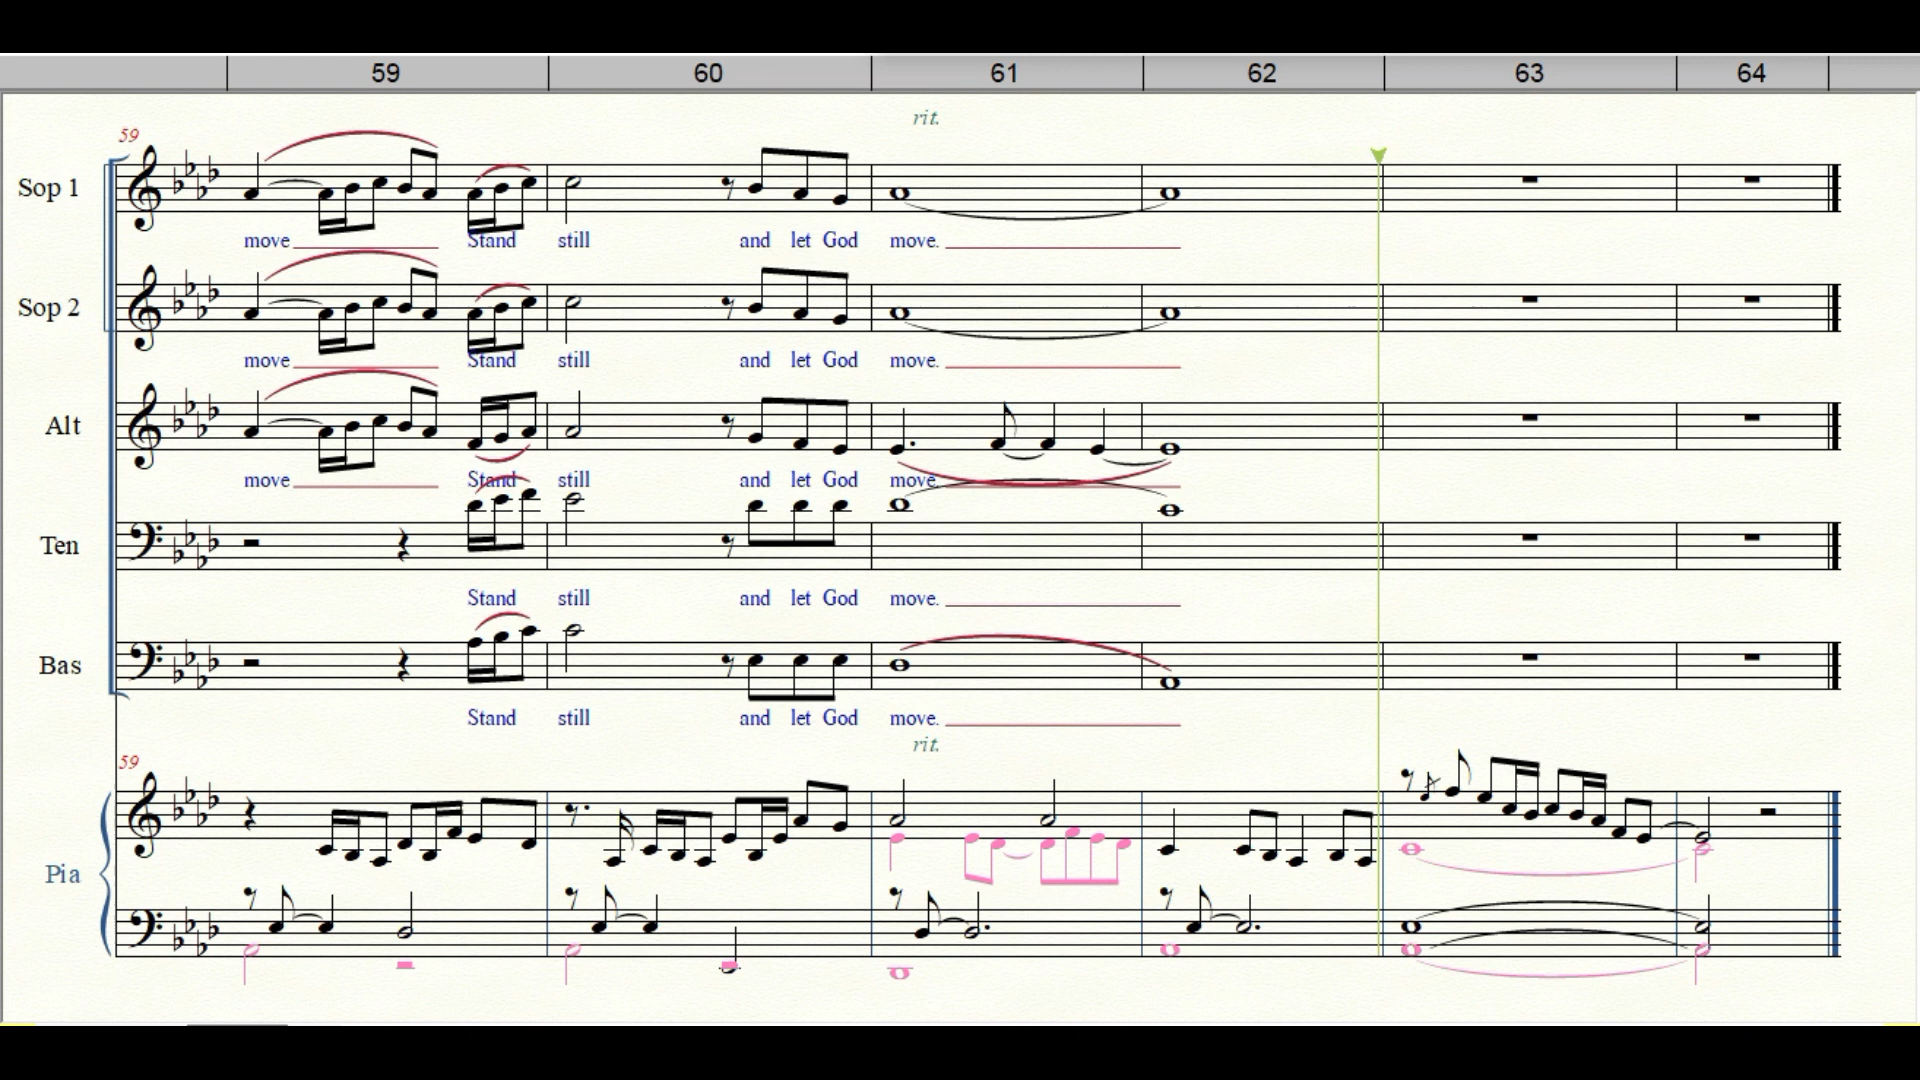 59 60 61 62 63 64
rit.
59
Sop 1
move Stand still and let God move.
Sop 2
move Stand still and let God move.
Alt
move Stand still and let God move.
Ten
Stand still and let God move.
Bas
Stand still and let God move.
rit.
59
Pia